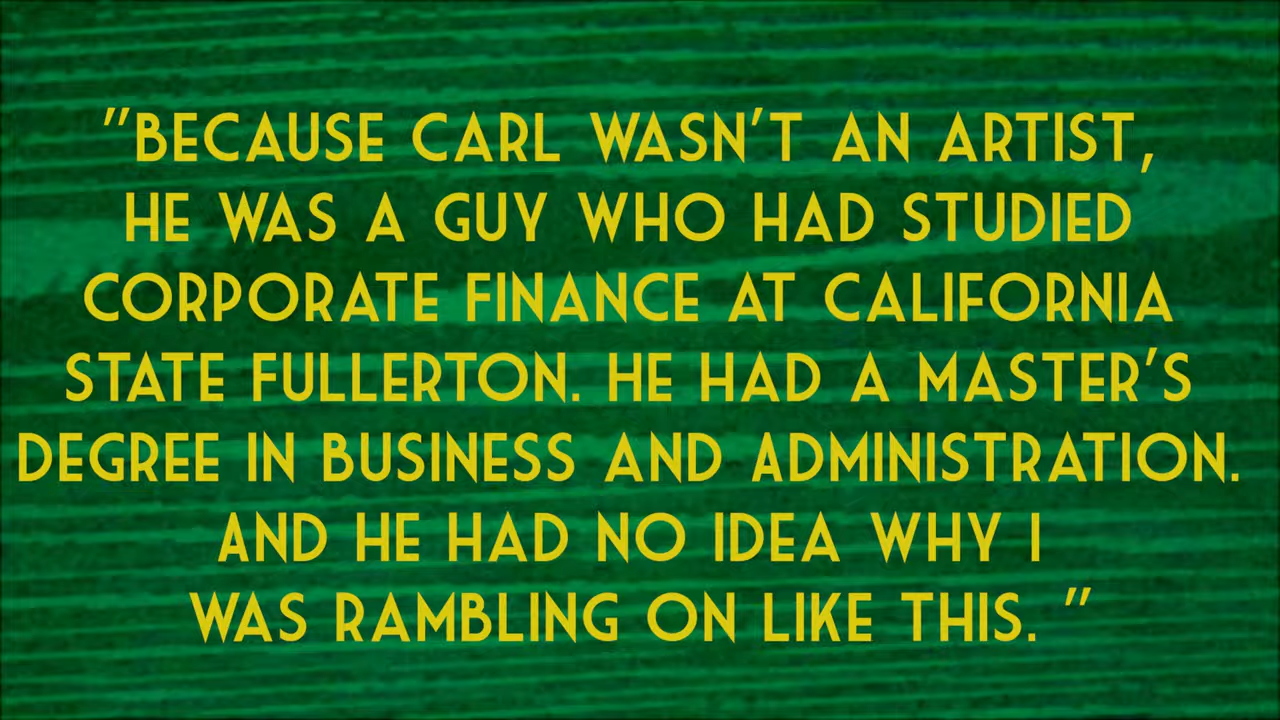 "BECAUSE CARL WASN'T AN ARTIST,
HE WAS A GUY WHO HAD STUDIED
CORPORATE FINANCE AT CALIFORNIA
STATE FULLERTON. HE HAD A MASTER'S
DEGREE IN BUSINESS AND ADMINISTRATION.
AND HE HAD NO IDEA WHY I
WAS RAMBLING ON LIKE THIS. "